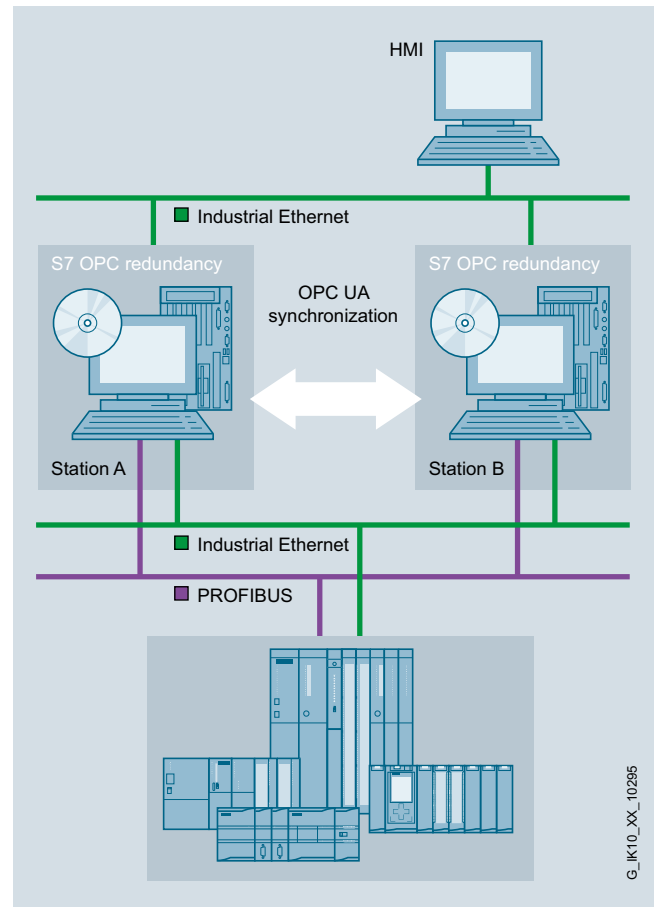 HMI
Industrial Ethernet
S7 OPC redundancy
S7 OPC redundancy
OPC UA
synchronization
Station A
Station B
Industrial Ethernet
PROFIBUS
G_IK10_XX_10295